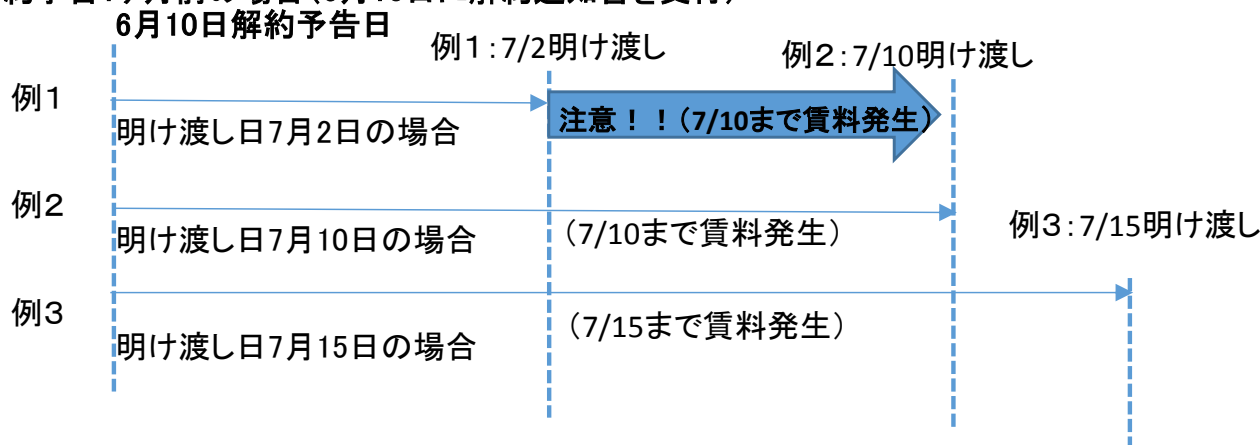 6月10日解約予告日
例1：7/2明け渡し
例2：7/10明け渡し
例1
注意！！（7/10まで賃料発生）
明け渡し日7月2日の場合
例2
明け渡し日7月10日の場合
（7/10まで賃料発生）
例3：7/15明け渡し
例3
明け渡し日7月15日の場合
（7/15まで賃料発生）